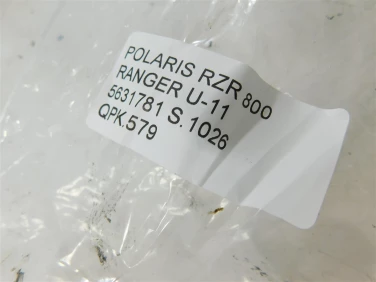 POLARIS RZR 800
RANGER U-11
5631781 S.1026
QPK.579